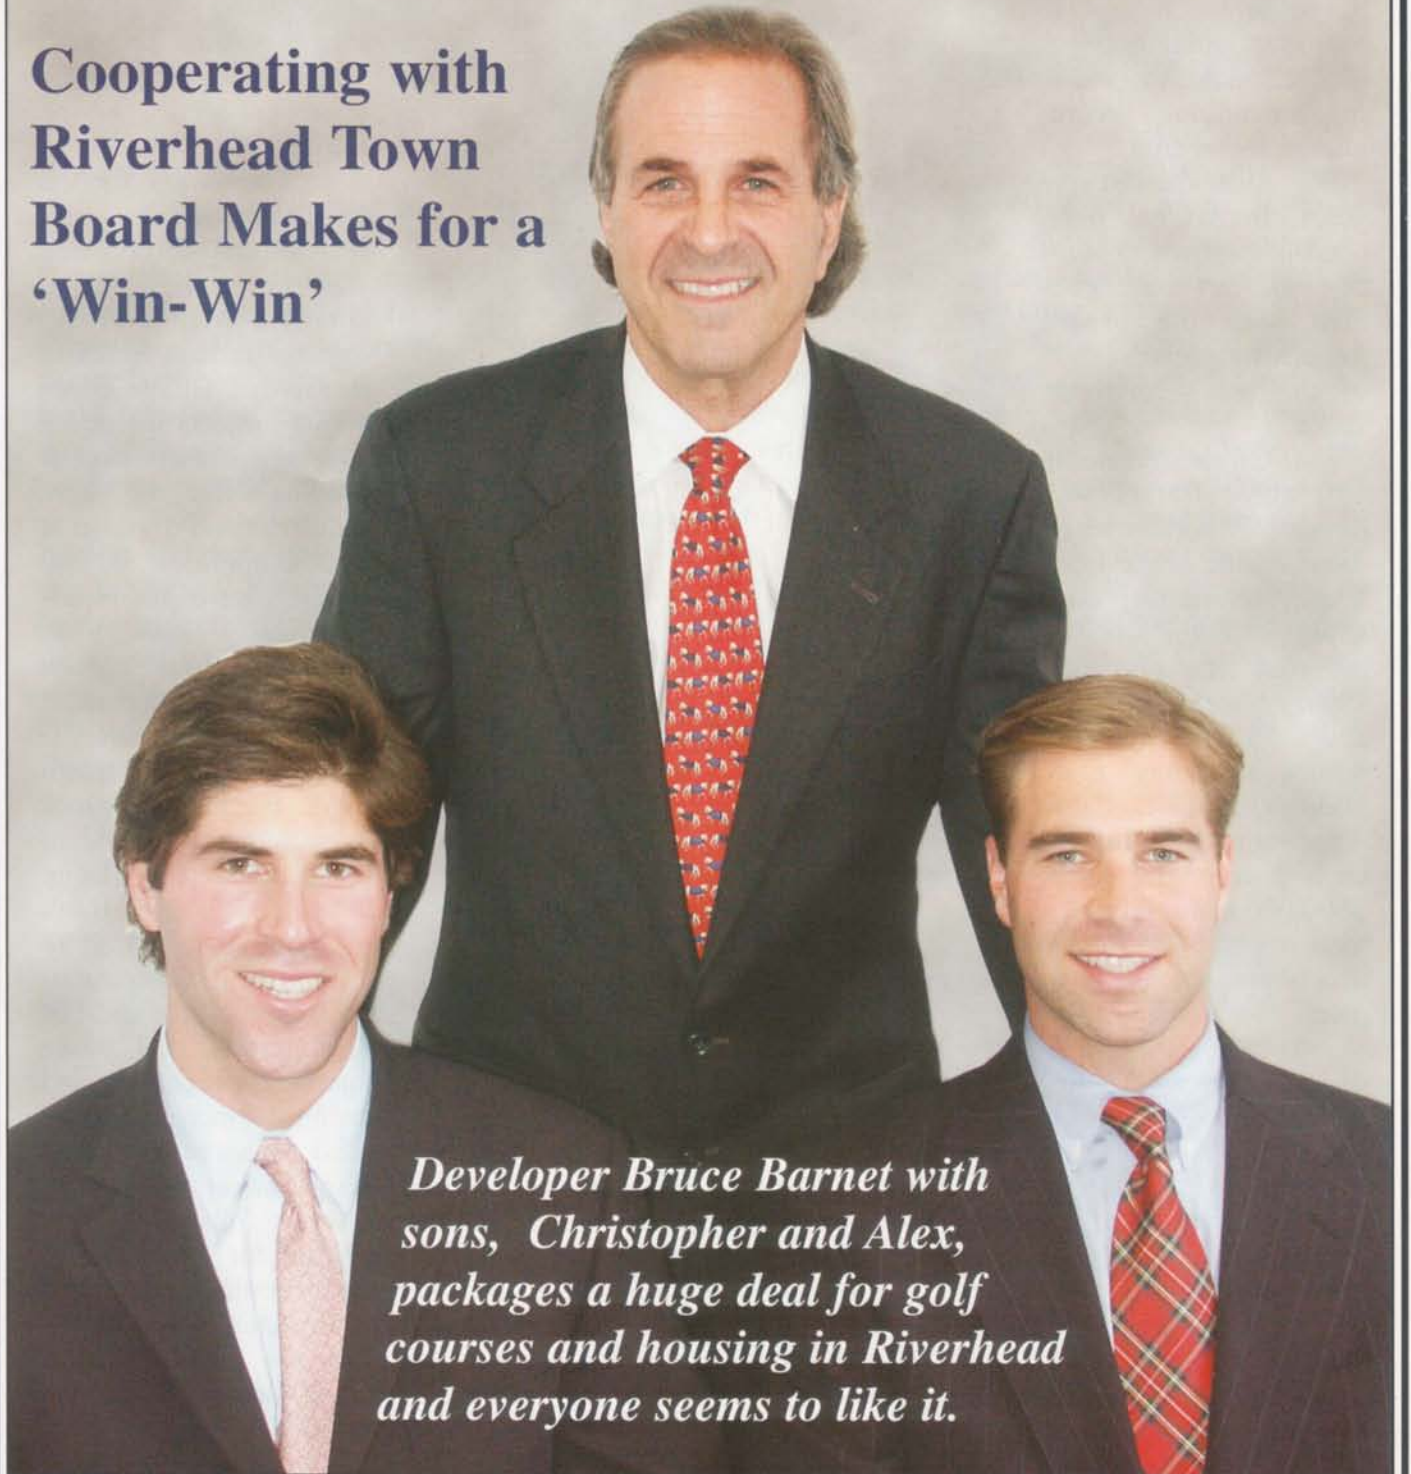 Cooperating with
Riverhead Town
Board Makes for a
‘Win-Win’
Developer Bruce Barnet with
sons, Christopher and Alex,
packages a huge deal for golf
courses and housing in Riverhead
and everyone seems to like it.